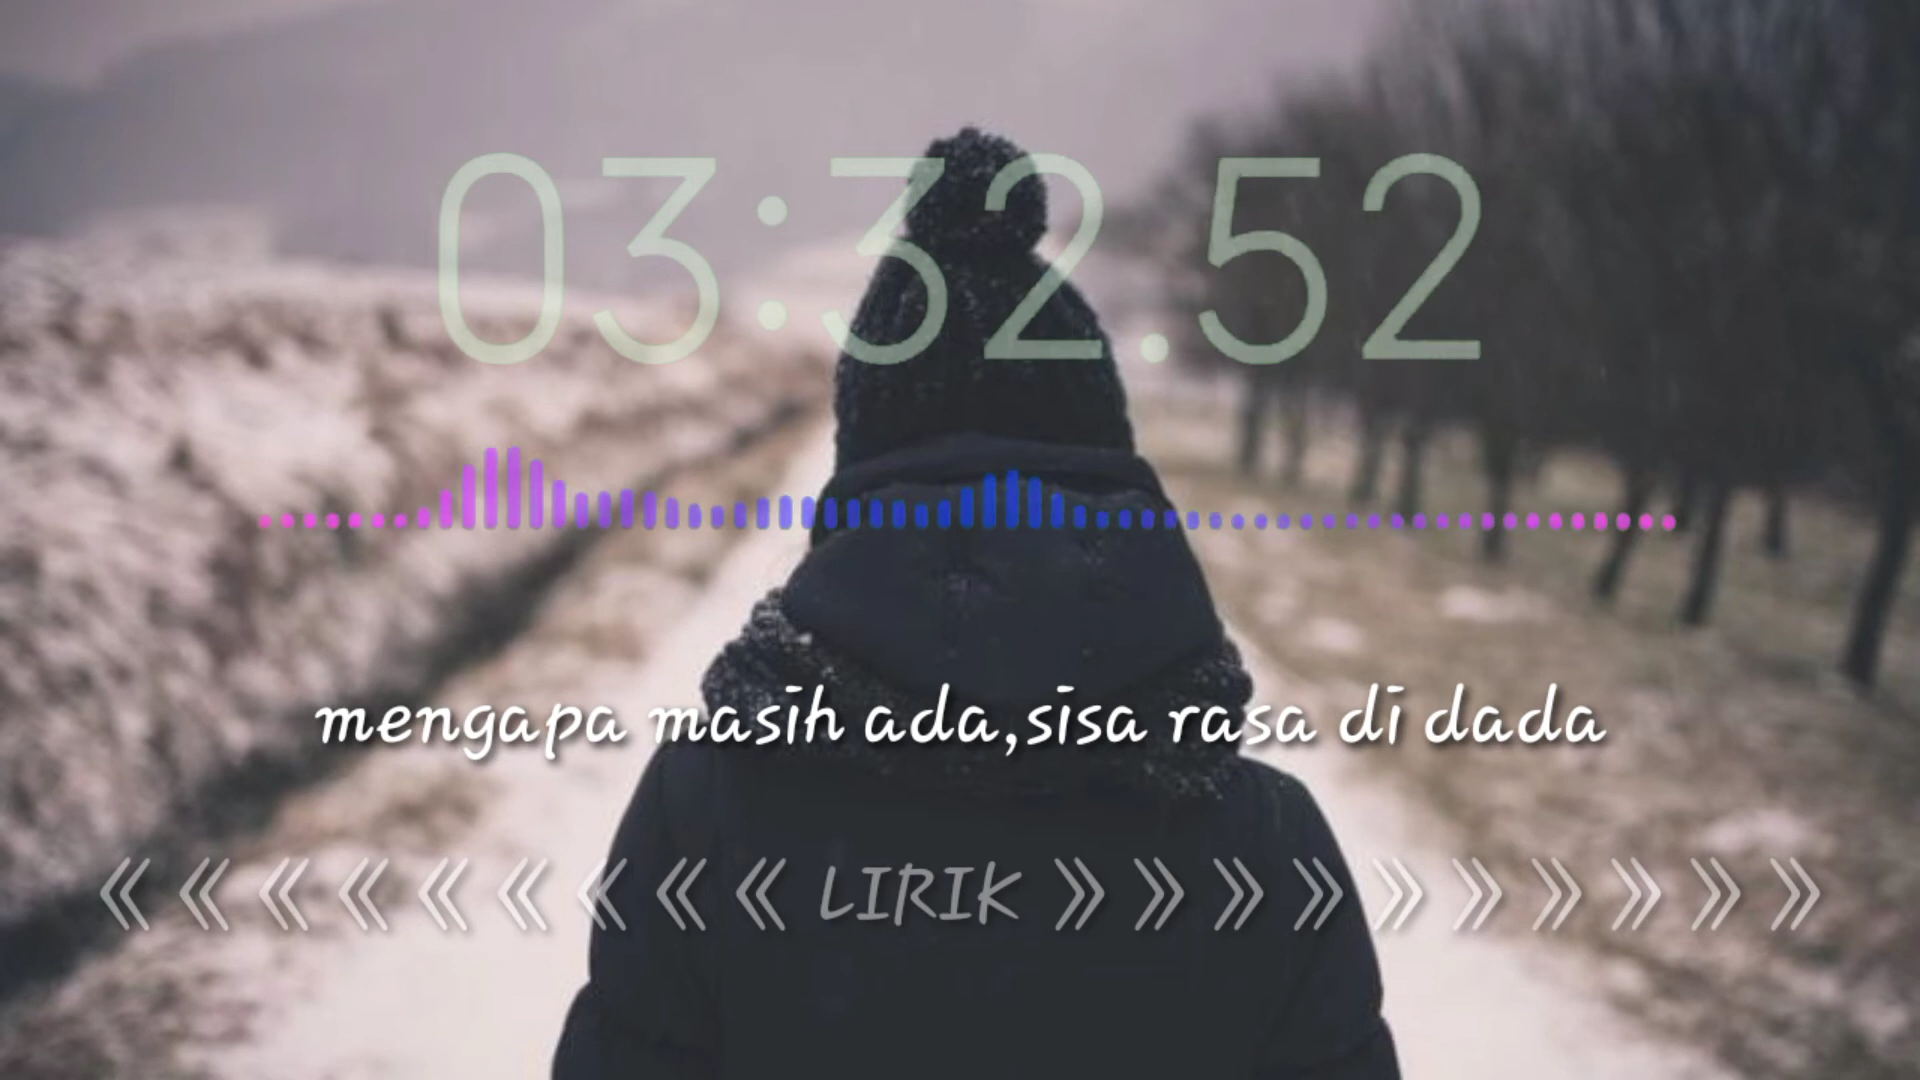 03:32.52
mengapa masih ada,sisa rasa di dada
《《《《《《《《《 LIRIK 》》》》》》》》》》